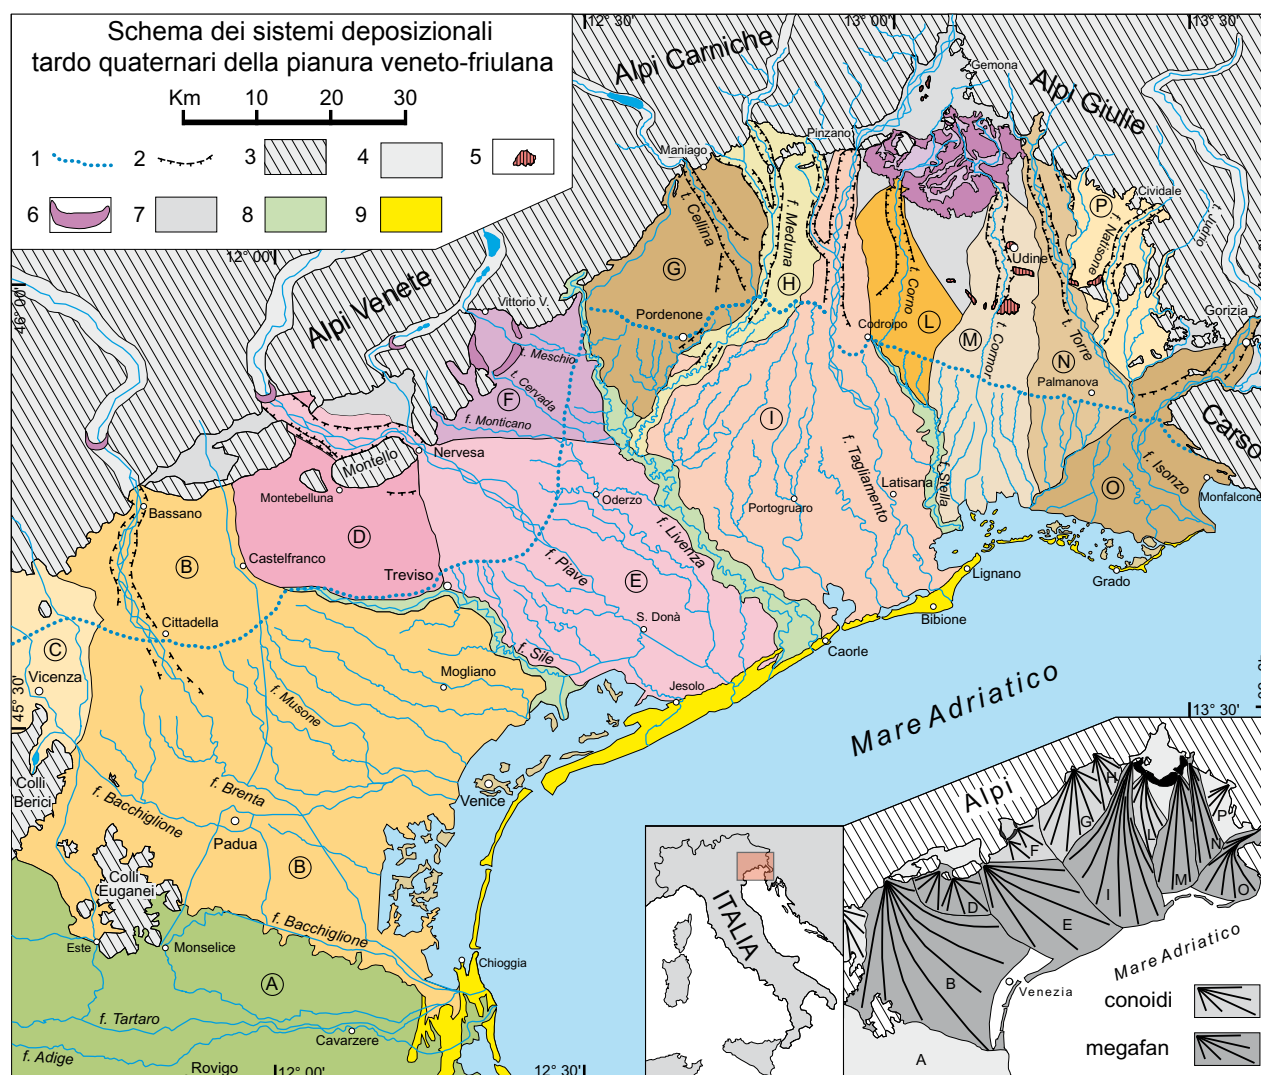 Schema dei sistemi deposizionali
tardo quaternari della pianura veneto-friulana
Km 10 20 30
1 2 3 4 5
6 7 8 9
12° 30'
13° 00'
13° 30'
Alpi Carniche
Gemona
Alpi Giulie
Pinzano
Maniago
Cividale
P
t. Cellina
f. Meduna
f. Natisone
f. Judrio
Udine
12° 00'
46° 00'
Alpi Venete
G
H
t. Corno
Vittorio V.
Pordenone
Codroipo
L
M
t. Cormor
N
t. Torre
Gorizia
t. Meschio
t. Cervada
F
f. Monticano
Palmanova
Carso
I
Montello
Nervesa
f. Tagliamento
f. Stella
f. Isonzo
Montebelluna
Oderzo
Latisana
O
Monfalcone
Bassano
Portogruaro
D
f. Livenza
Castelfranco
B
Treviso
f. Piave
E
Lignano
Grado
Cittadella
S. Donà
Bibione
C
f. Sile
Caorle
Vicenza
Mogliano
Jesolo
45° 30'
f. Musone
Mare Adriatico
13° 30'
Colli
Berici
f. Brenta
Venice
f. Bacchiglione
Padua
B
Colli
Euganei
f. Bacchiglione
Este
Monselice
Chioggia
A
f. Tartaro
Cavarzere
f. Adige
Rovigo
12° 00'
12° 30'
ITALIA
Alpi
H
G
P
F
L
N
D
I
M
O
E
B
Mare Adriatico
Venezia
A
conoidi
megafan